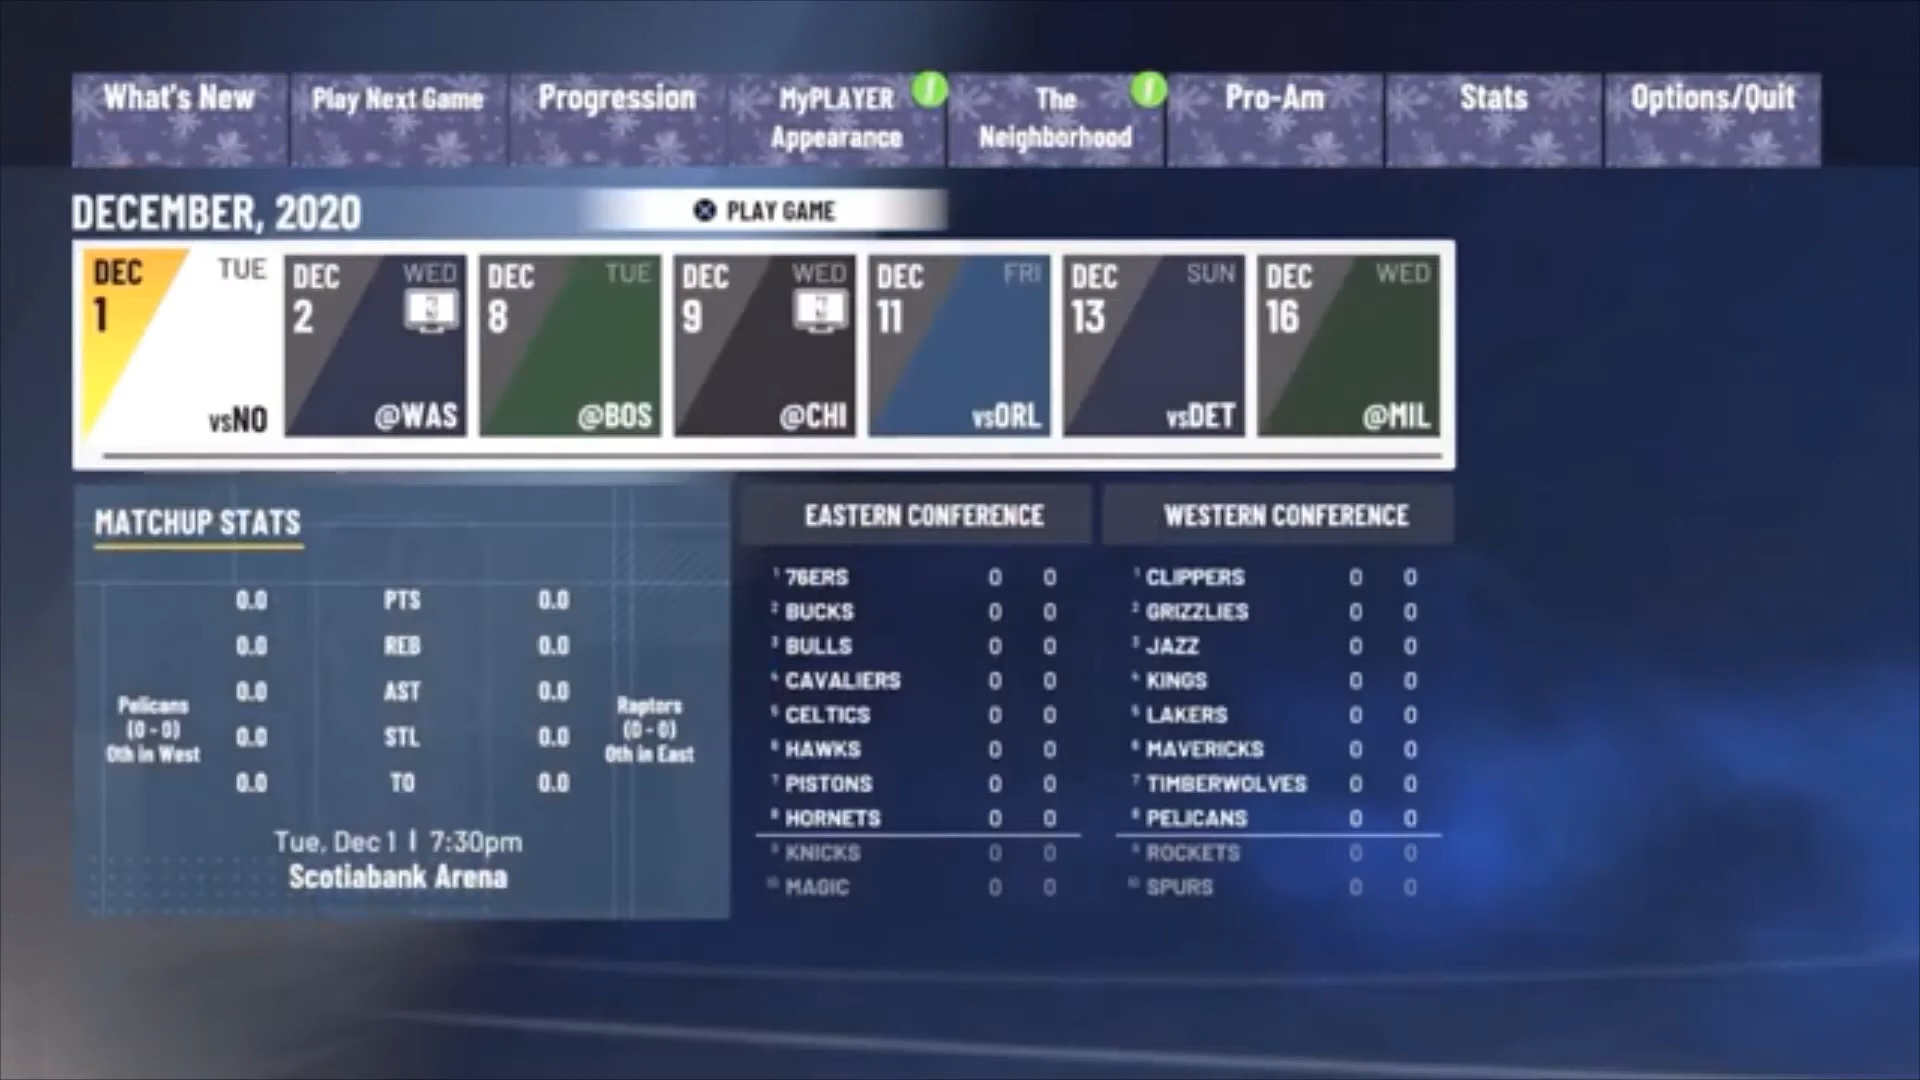 What's New
Play Next Game
Progression
MyPLAYER
Appearance
The
Neighborhood
Pro-Am
Stats
Options/Quit
DECEMBER, 2020
PLAY GAME
DEC TUE
1
vsNO
DEC WED
2
@WAS
DEC TUE
8
@BOS
DEC WED
9
@CHI
DEC FRI
11
vsORL
DEC SUN
13
vsDET
DEC WED
16
@MIL
MATCHUP STATS
0.0 PTS 0.0
0.0 REB 0.0
0.0 AST 0.0
0.0 STL 0.0
0.0 TO 0.0
Pelicans
(0 - 0)
0th in West
Raptors
(0 - 0)
0th in East
Tue, Dec 1 | 7:30pm
Scotiabank Arena
EASTERN CONFERENCE
1 76ERS 0 0
2 BUCKS 0 0
3 BULLS 0 0
4 CAVALIERS 0 0
5 CELTICS 0 0
6 HAWKS 0 0
7 PISTONS 0 0
8 HORNETS 0 0
9 KNICKS 0 0
10 MAGIC 0 0
WESTERN CONFERENCE
1 CLIPPERS 0 0
2 GRIZZLIES 0 0
3 JAZZ 0 0
4 KINGS 0 0
5 LAKERS 0 0
6 MAVERICKS 0 0
7 TIMBERWOLVES 0 0
8 PELICANS 0 0
9 ROCKETS 0 0
10 SPURS 0 0